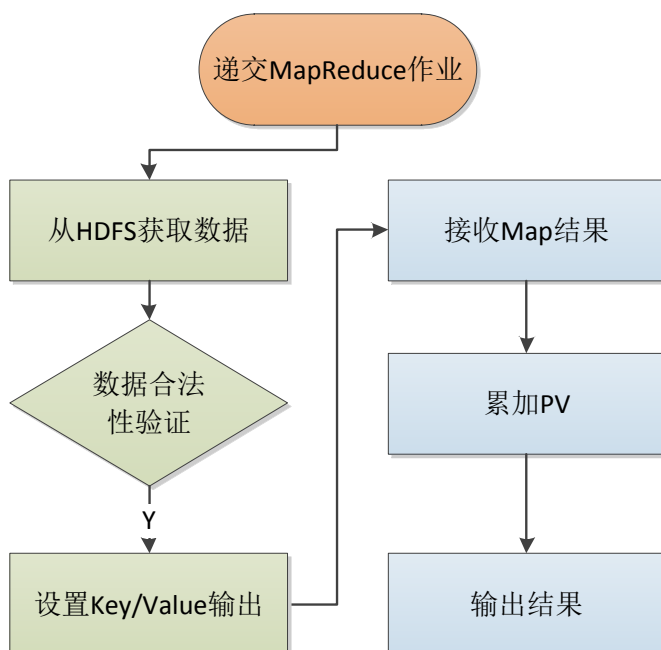 递交MapReduce作业
从HDFS获取数据
数据合法
性验证
Y
设置Key/Value输出
接收Map结果
累加PV
输出结果